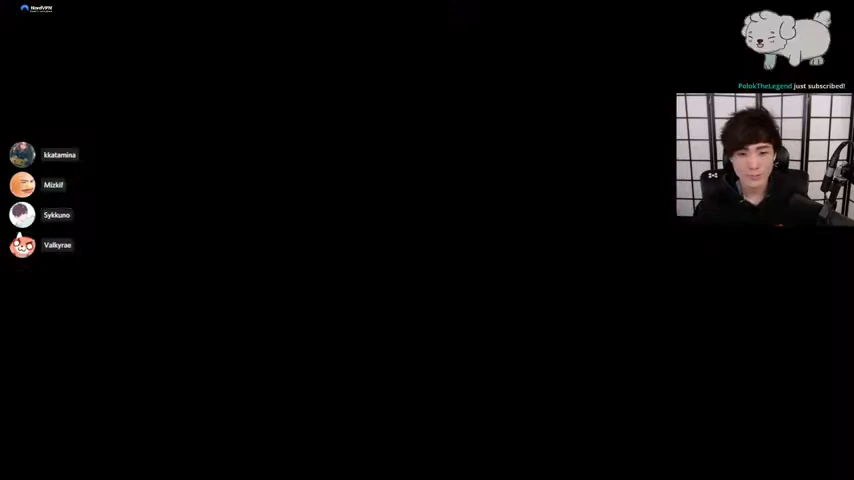 NordVPN
PolokTheLegend just subscribed!
kkatamina
Mizkif
Sykkuno
Valkyrae